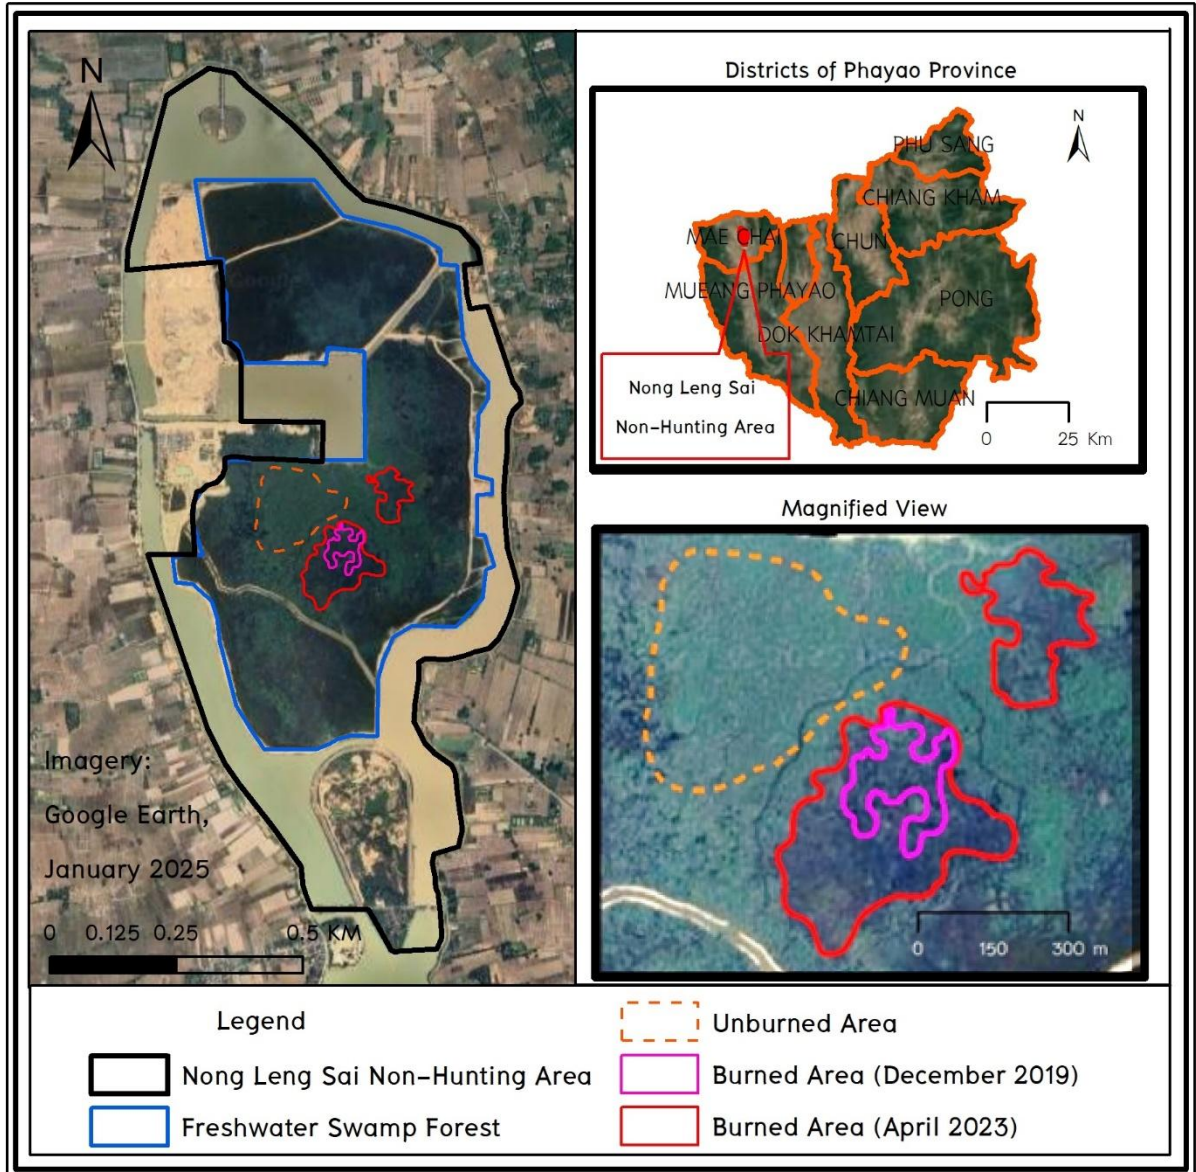 N
Imagery:
Google Earth,
January 2025
0 0.125 0.25 0.5 KM
Districts of Phayao Province
N
PHU SANG
CHIANG KHAM
MAE CHAI
CHUN
MUEANG PHAYAO
PONG
DOK KHAMTAI
CHIANG MUAN
Nong Leng Sai
Non-Hunting Area
0 25 Km
Magnified View
0 150 300 m
Legend
Nong Leng Sai Non-Hunting Area
Freshwater Swamp Forest
Unburned Area
Burned Area (December 2019)
Burned Area (April 2023)